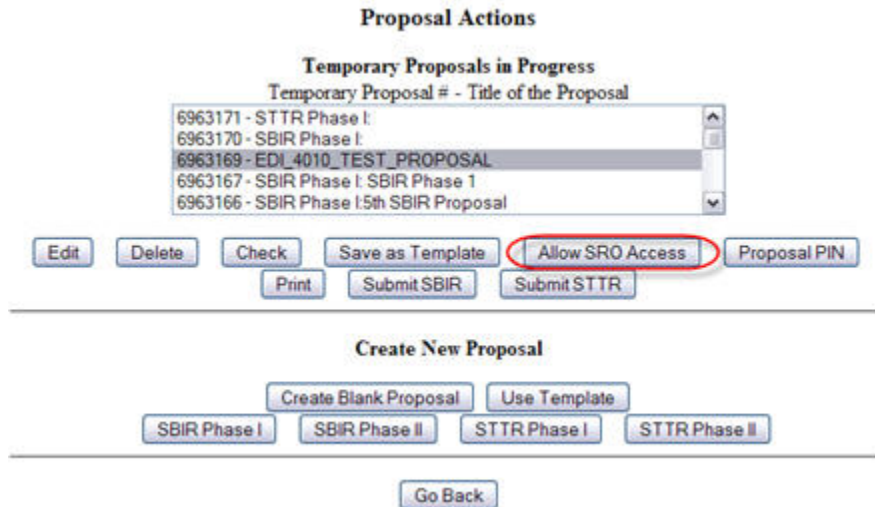 Proposal Actions
Temporary Proposals in Progress
Temporary Proposal # - Title of the Proposal
6963171 - STTR Phase I:
6963170 - SBIR Phase I:
6963169 - EDI_4010_TEST_PROPOSAL
6963167 - SBIR Phase I: SBIR Phase 1
6963166 - SBIR Phase I:5th SBIR Proposal
Edit Delete Check Save as Template Allow SRO Access Proposal PIN
Print Submit SBIR Submit STTR
Create New Proposal
Create Blank Proposal Use Template
SBIR Phase I SBIR Phase II STTR Phase I STTR Phase II
Go Back